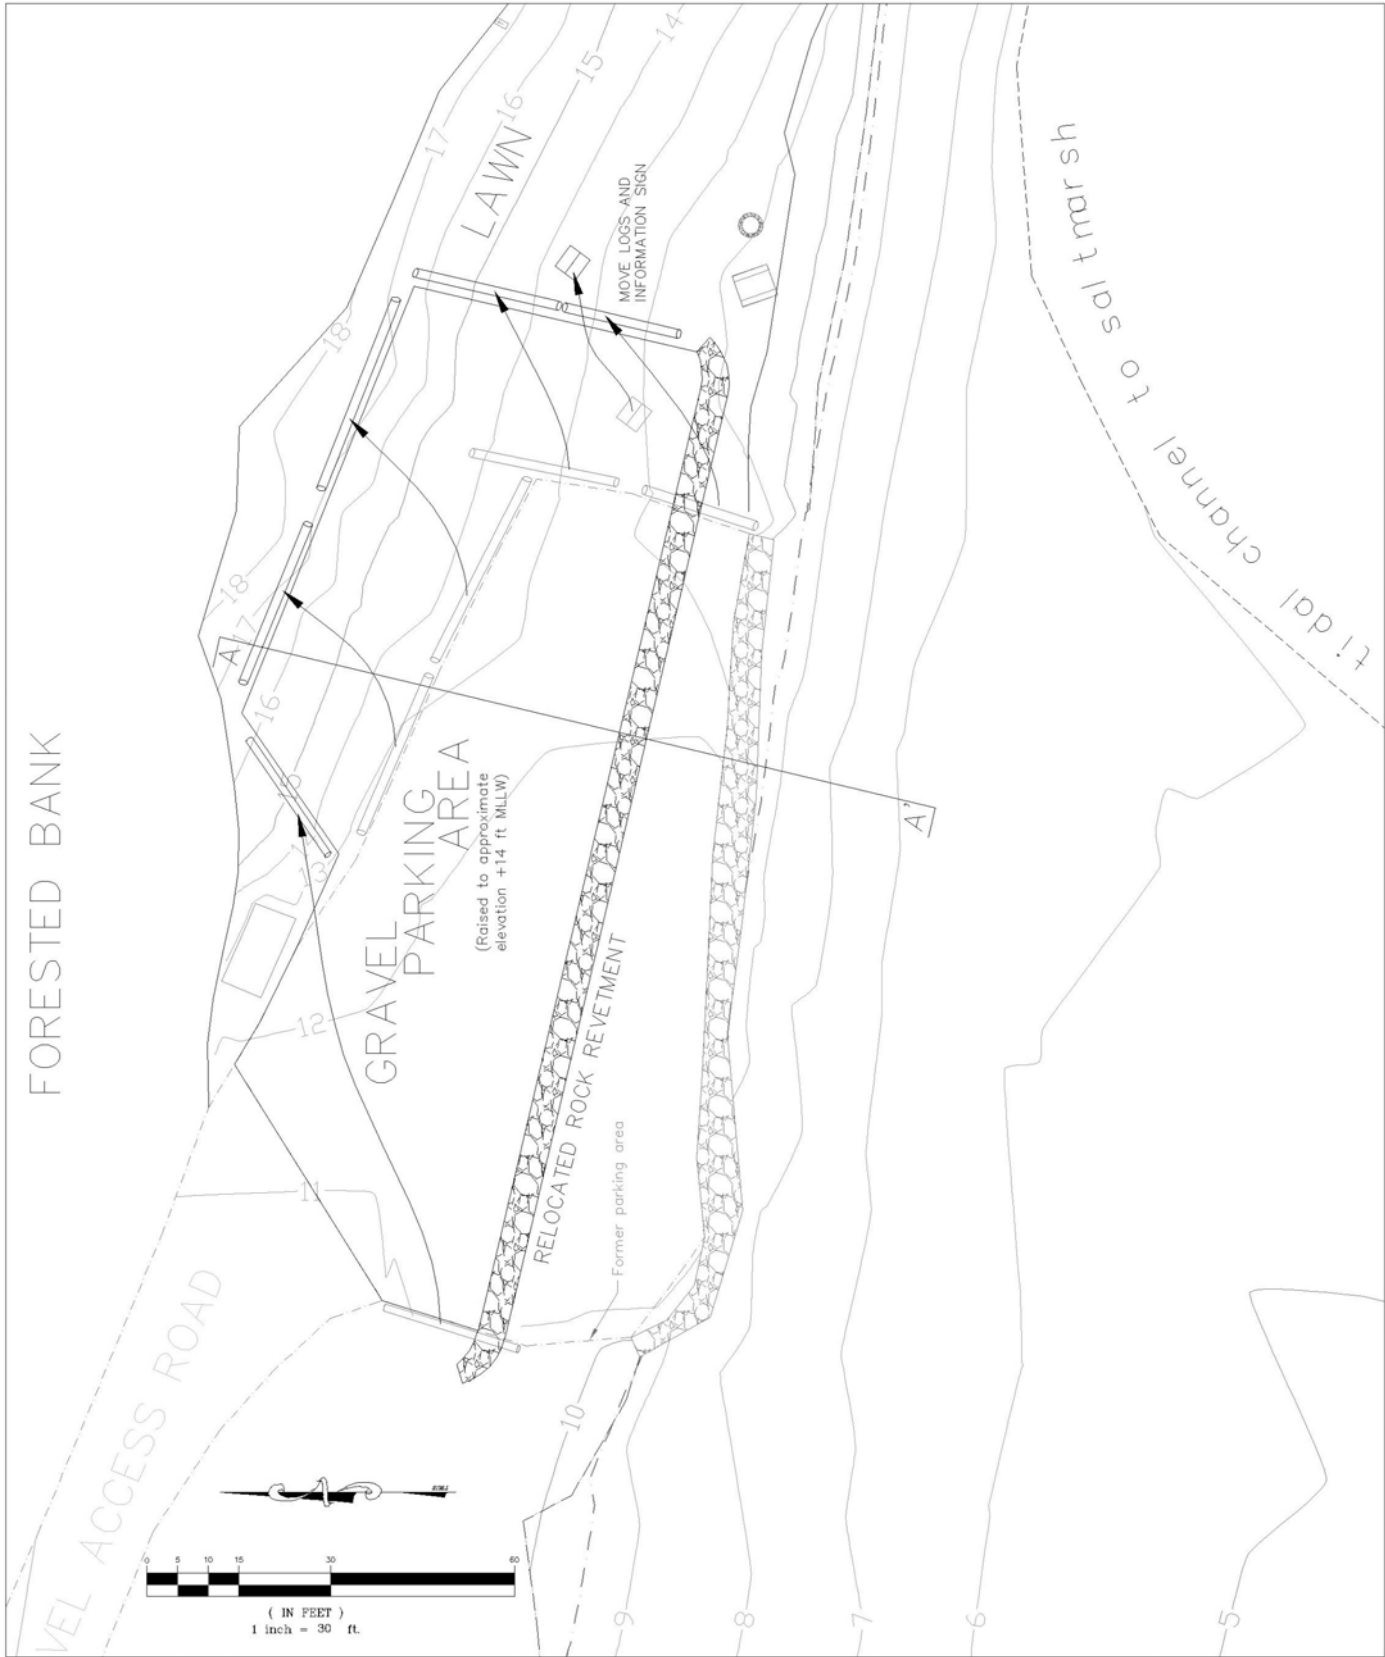 14
15
16
17
LAWN
MOVE LOGS AND
INFORMATION SIGN
tidal channel to saltmarsh
18
18
17
A
16
15
13
FORESTED BANK
GRAVEL
PARKING
AREA
(Raised to approximate
elevation +14 ft MLLW)
A'
12
RELOCATED ROCK REVETMENT
Former parking area
11
VEL ACCESS ROAD
10
N
TRUE
0 5 10 15 30 60
( IN FEET )
1 inch = 30 ft.
9
8
7
6
5